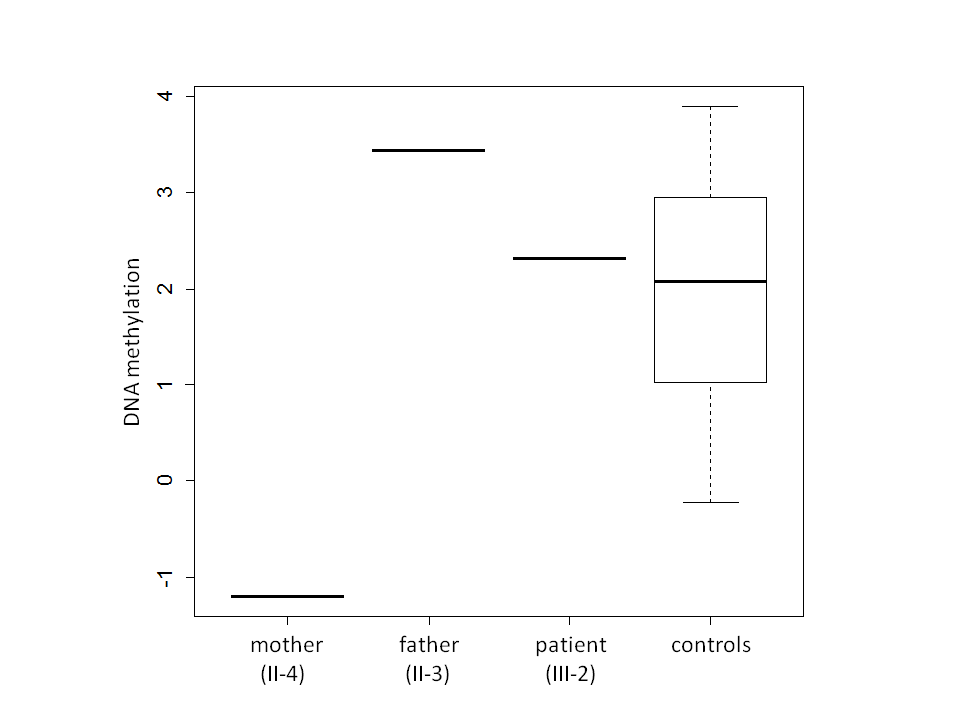 4
3
2
1
0
-1
DNA methylation
mother father patient controls
(II-4) (II-3) (III-2)